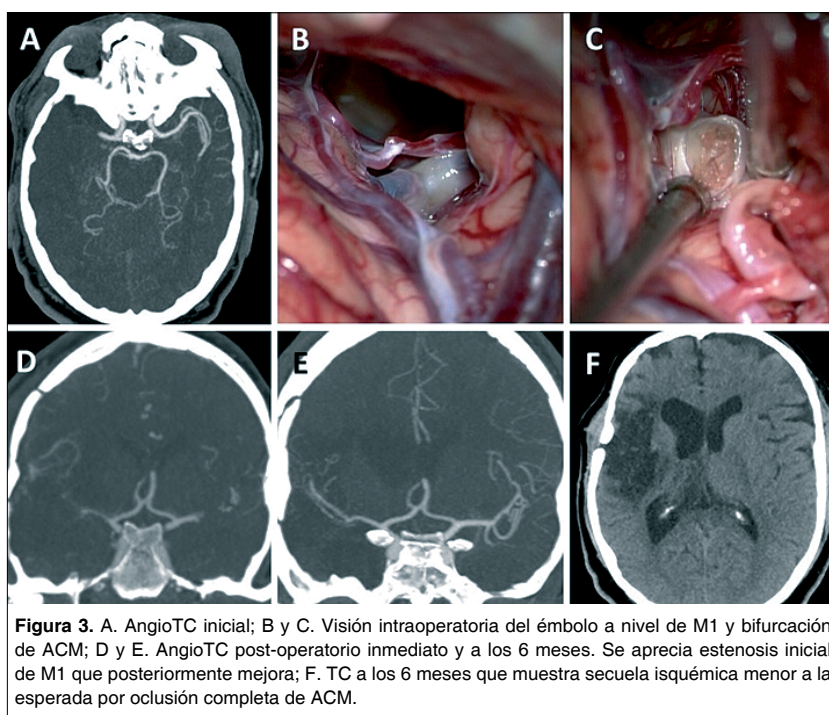 A
B
C
D
E
F
Figura 3. A. AngioTC inicial; B y C. Visión intraoperatoria del émbolo a nivel de M1 y bifurcación
de ACM; D y E. AngioTC post-operatorio inmediato y a los 6 meses. Se aprecia estenosis inicial
de M1 que posteriormente mejora; F. TC a los 6 meses que muestra secuela isquémica menor a la
esperada por oclusión completa de ACM.